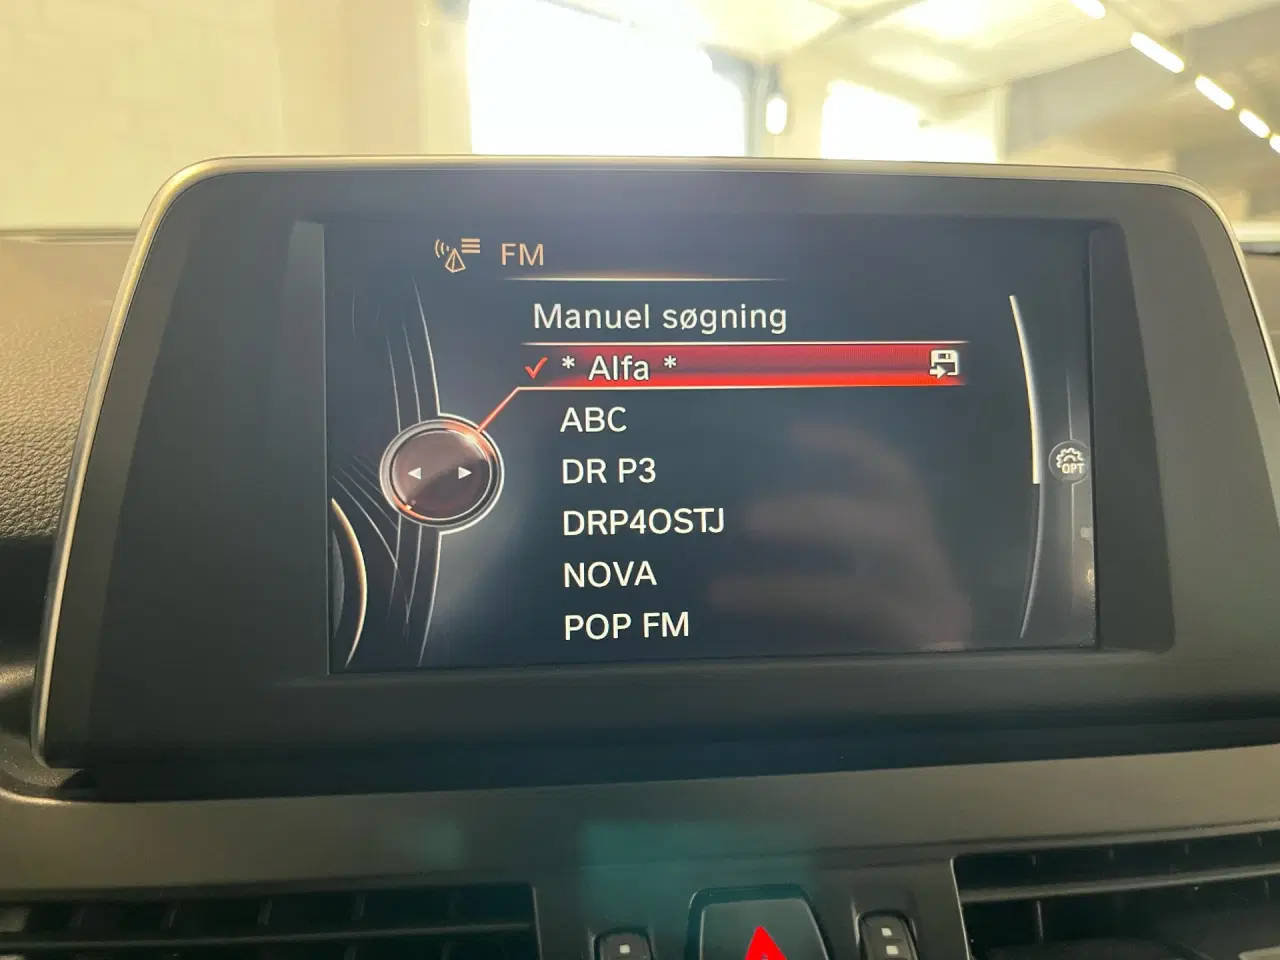 FM
Manuel søgning
* Alfa *
ABC
DR P3
DRP4OSTJ
NOVA
POP FM
OPT